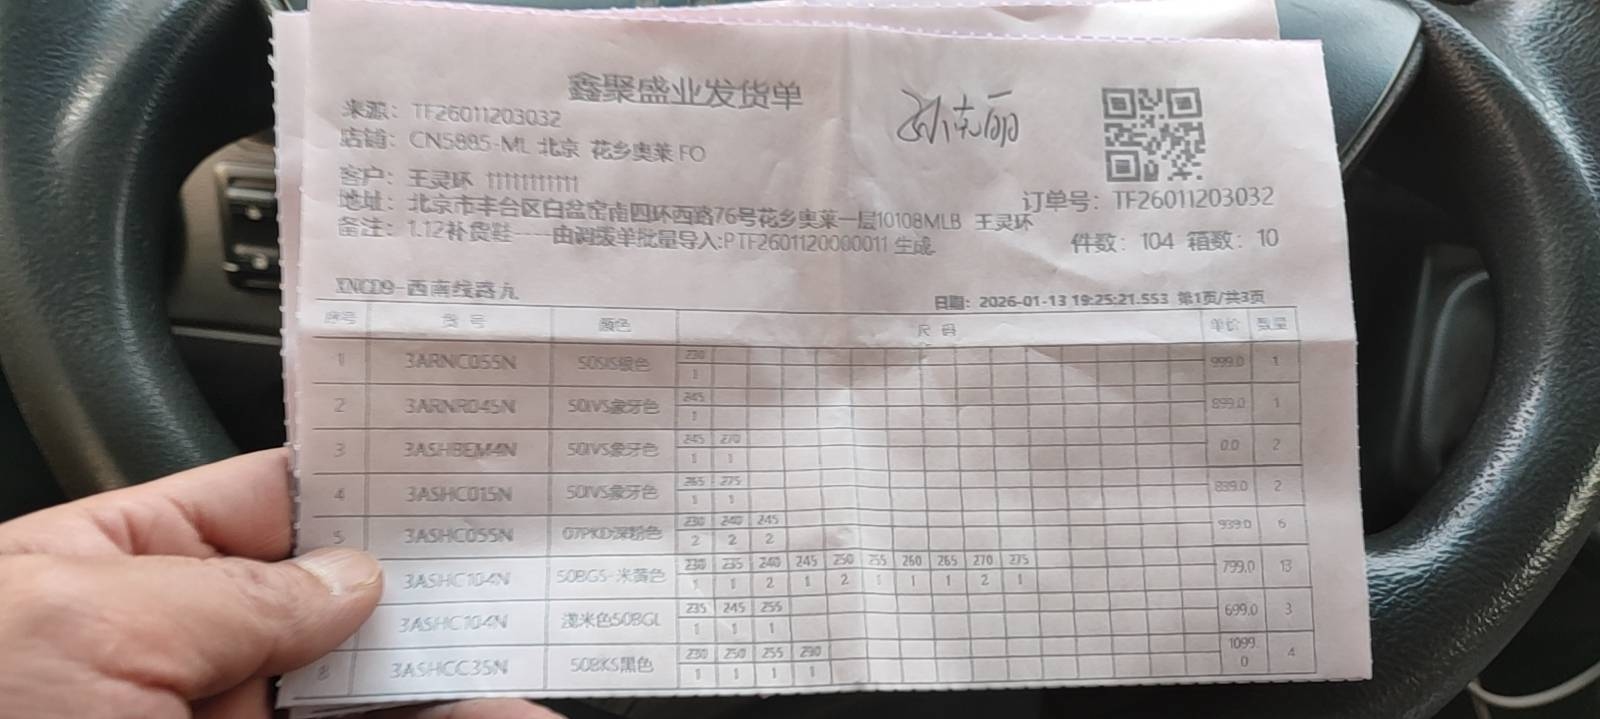 鑫聚盛业发货单
来源：TF26011203032
店铺：CN5885-ML 北京 花乡奥莱 FO
客户：王灵环 11111111111
订单号：TF26011203032
地址：北京市丰台区白盆窑南四环西路76号花乡奥莱一层10108MLB 王灵环
备注：1.12补货鞋----由调拨单批量导入:PTF2601120000011 生成
件数：104 箱数：10
XNCD9-西南线路九
日期：2026-01-13 19:25:21.553 第1页/共3页
序号 货号 颜色 尺码 单价 数量
1 3ARNC055N 50SIS银色 999.0 1
230
1
2 3ARNR045N 50IVS象牙色 899.0 1
245
1
3 3ASHBEM4N 50IVS象牙色 0.0 2
245 270
1 1
4 3ASHC015N 50IVS象牙色 839.0 2
265 275
1 1
5 3ASHC055N 07PKD深粉色 939.0 6
230 240 245
2 2 2
3ASHC104N 50BGS-米黄色 799.0 13
230 235 240 245 250 255 260 265 270 275
1 1 2 1 2 1 1 1 2 1
3ASHC104N 浅米色50BGL 699.0 3
235 245 255
1 1 1
8 3ASHCC35N 50BKS黑色 1099.0 4
230 250 255 290
1 1 1 1